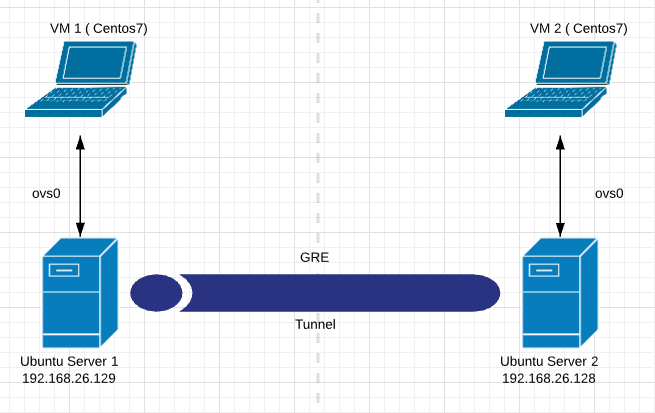 VM 1 ( Centos7)
VM 2 ( Centos7)
ovs0
ovs0
GRE
Tunnel
Ubuntu Server 1
192.168.26.129
Ubuntu Server 2
192.168.26.128